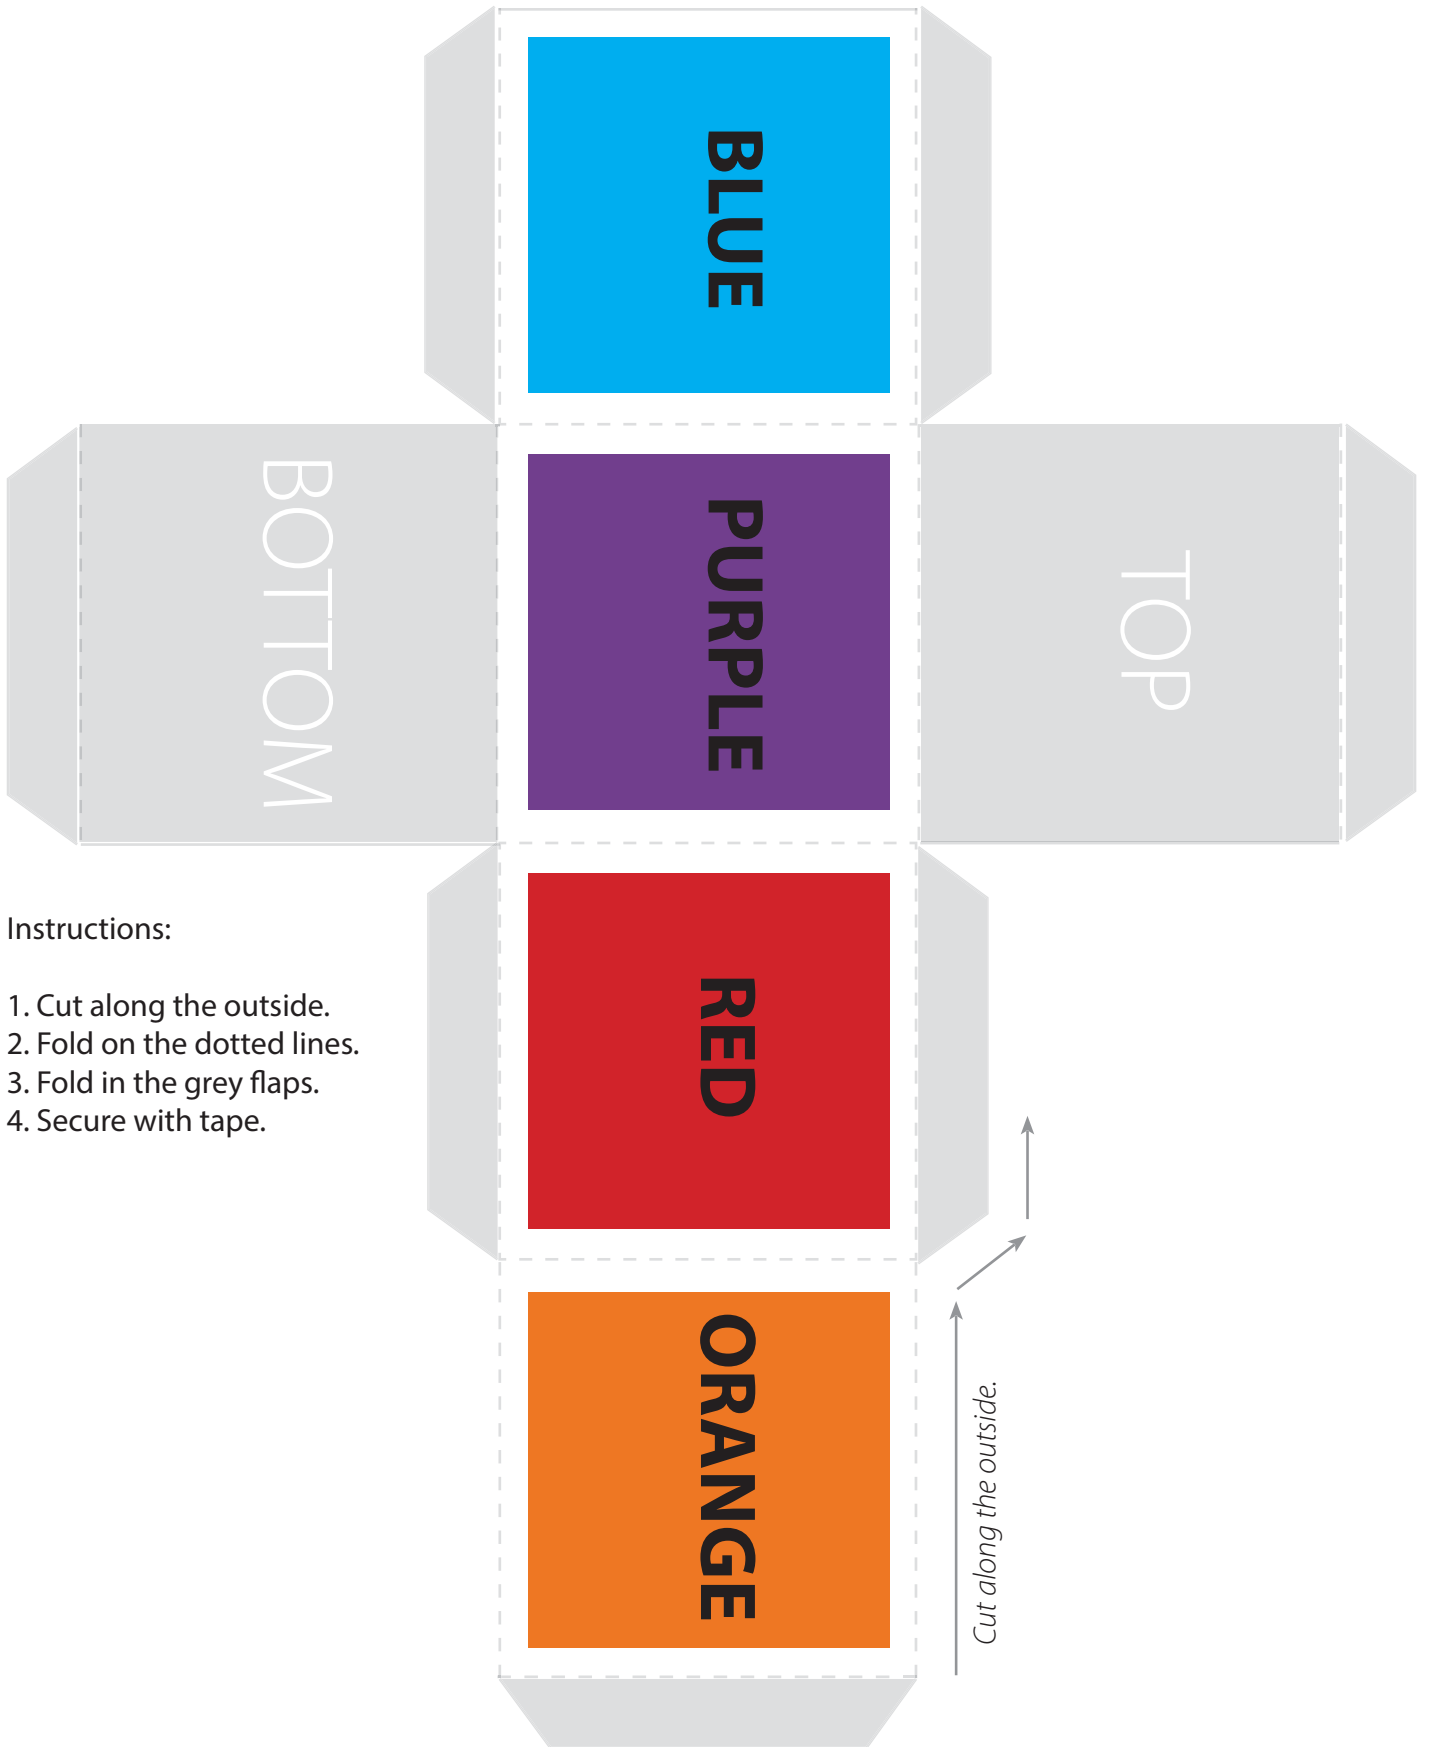 BLUE
BOTTOM
PURPLE
TOP
Instructions:
1. Cut along the outside.
2. Fold on the dotted lines.
3. Fold in the grey flaps.
4. Secure with tape.
RED
ORANGE
Cut along the outside.